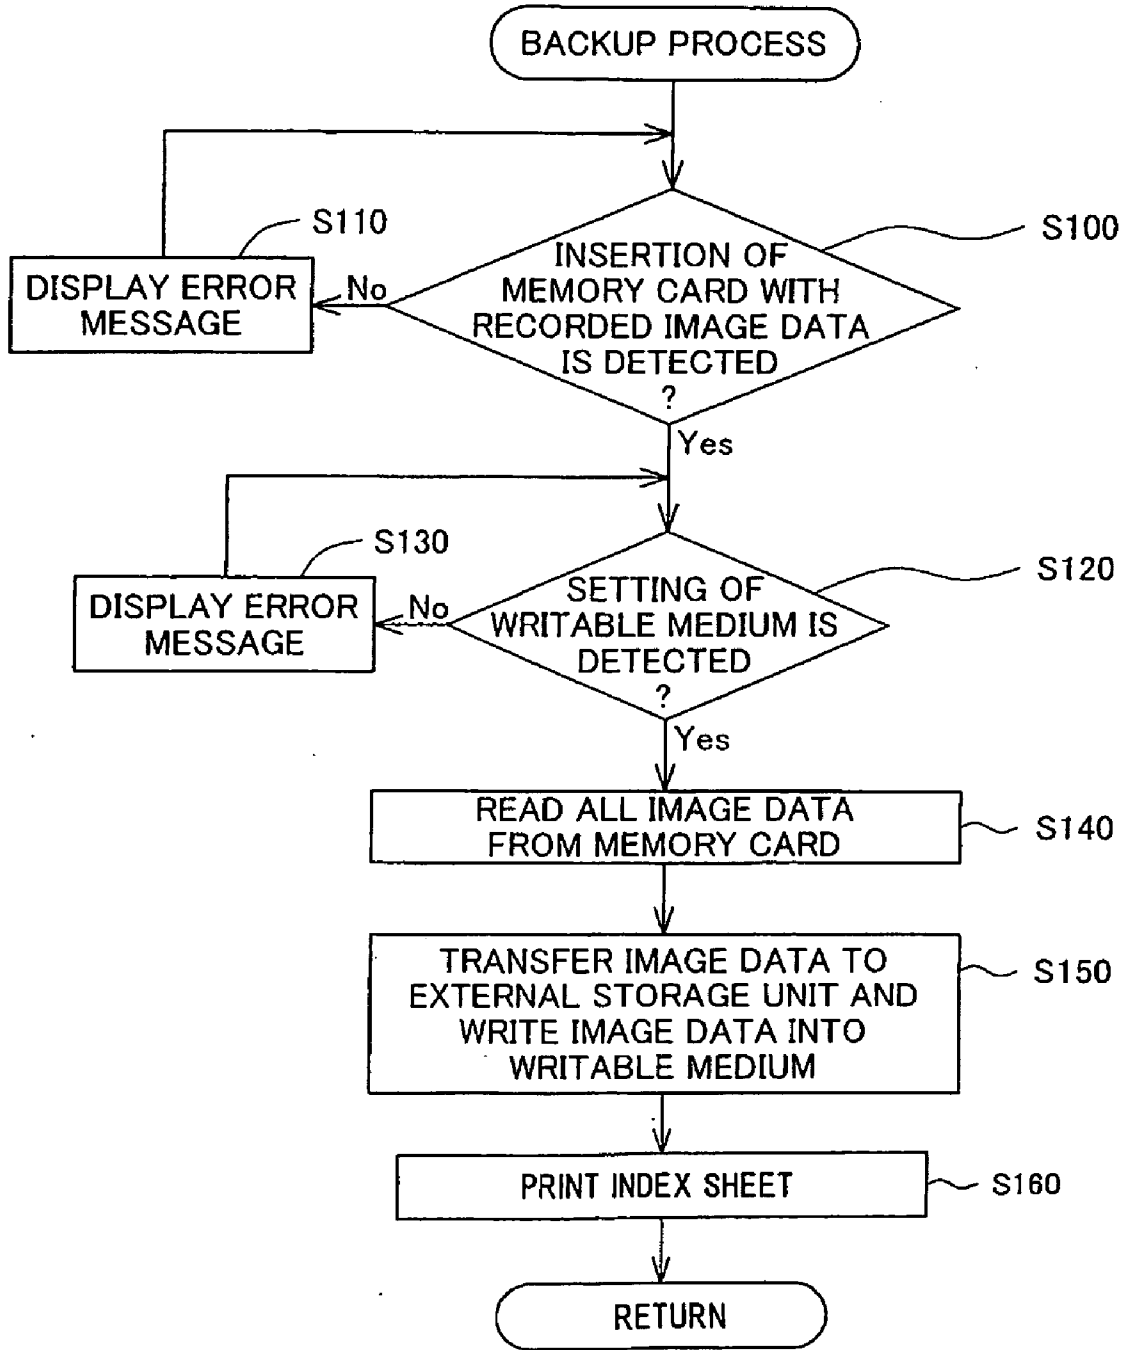 BACKUP PROCESS
S110
S100
INSERTION OF
MEMORY CARD WITH
RECORDED IMAGE DATA
IS DETECTED
?
DISPLAY ERROR
MESSAGE
No
Yes
S130
S120
SETTING OF
WRITABLE MEDIUM IS
DETECTED
?
DISPLAY ERROR
MESSAGE
No
Yes
READ ALL IMAGE DATA
FROM MEMORY CARD
S140
TRANSFER IMAGE DATA TO
EXTERNAL STORAGE UNIT AND
WRITE IMAGE DATA INTO
WRITABLE MEDIUM
S150
PRINT INDEX SHEET
S160
RETURN